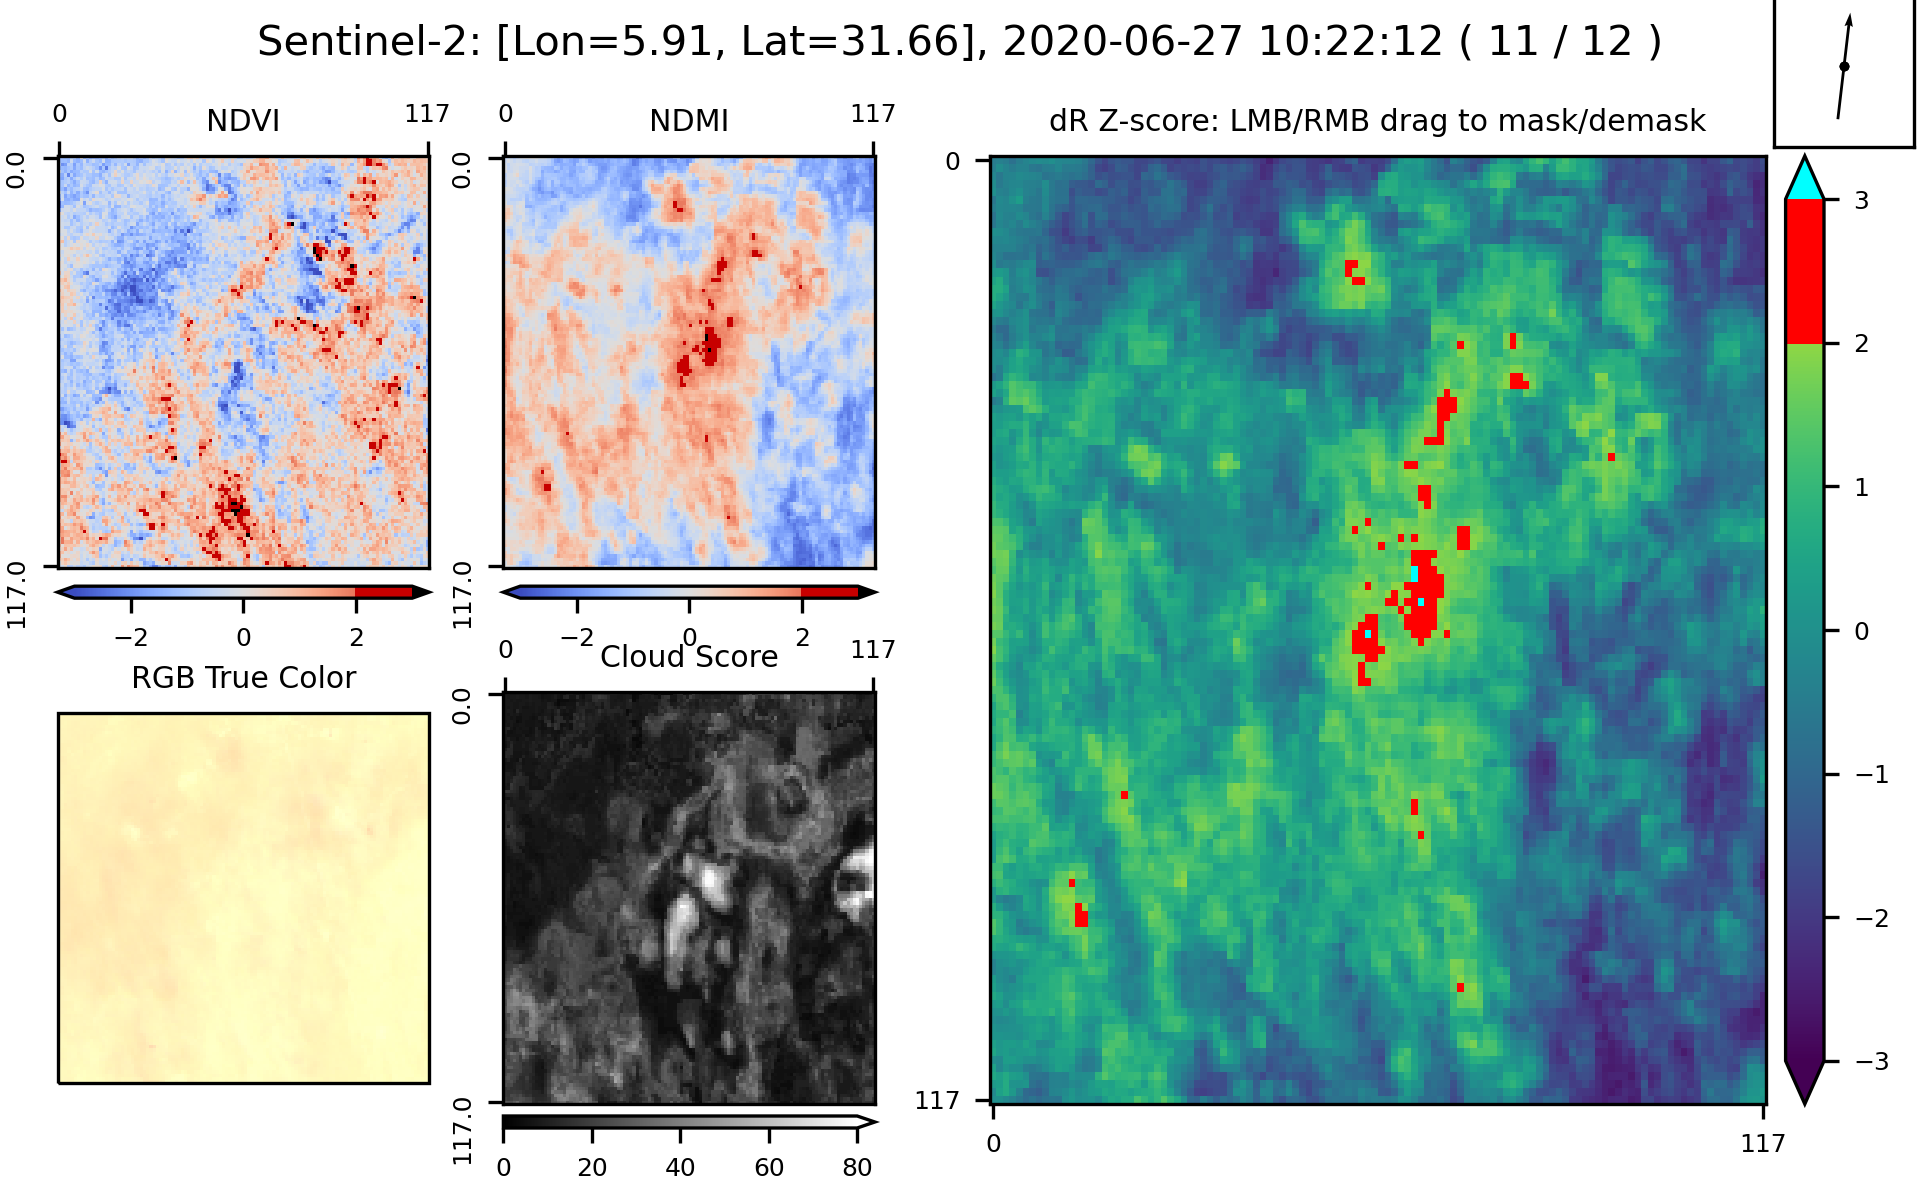 Sentinel-2: [Lon=5.91, Lat=31.66], 2020-06-27 10:22:12 ( 11 / 12 )
NDVI
0 117
0.0
117.0
−2 0 2
NDMI
0 117
0.0
117.0
−2 0 2
dR Z-score: LMB/RMB drag to mask/demask
0
117
0 117
3
2
1
0
−1
−2
−3
RGB True Color
Cloud Score
0 117
0.0
117.0
0 20 40 60 80